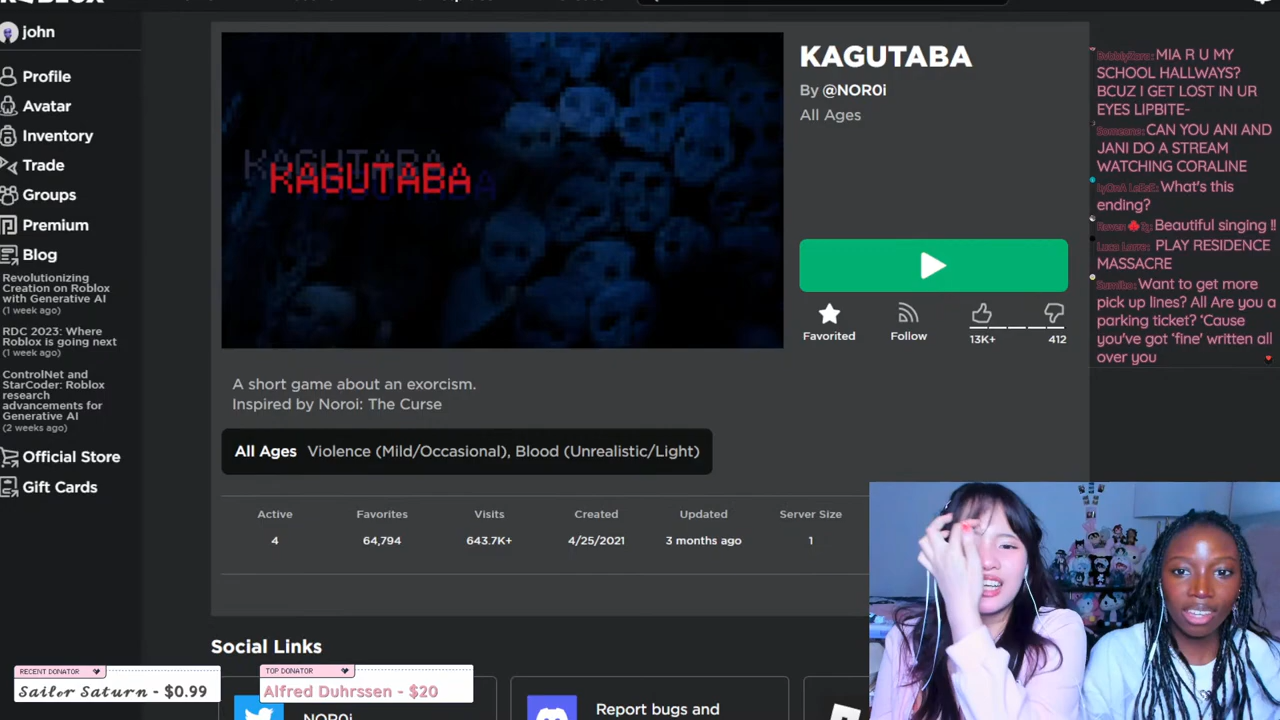 john
Profile
Avatar
Inventory
Trade
Groups
Premium
Blog
Revolutionizing
Creation on Roblox
with Generative AI
(1 week ago)
RDC 2023: Where
Roblox is going next
(1 week ago)
ControlNet and
StarCoder: Roblox
research
advancements for
Generative AI
(2 weeks ago)
Official Store
Gift Cards
KAGUTABA
KAGUTABA
KAGUTABA
By @NOR0i
All Ages
Favorited
Follow
13K+
412
A short game about an exorcism.
Inspired by Noroi: The Curse
All Ages Violence (Mild/Occasional), Blood (Unrealistic/Light)
Active Favorites Visits Created Updated Server Size
4 64,794 643.7K+ 4/25/2021 3 months ago 1
Social Links
NOR0i
Report bugs and
RECENT DONATOR
Sailor Saturn - $0.99
TOP DONATOR
Alfred Duhrssen - $20
MIA R U MY
SCHOOL HALLWAYS?
BCUZ I GET LOST IN UR
EYES LIPBITE-
Someone: CAN YOU ANI AND
JANI DO A STREAM
WATCHING CORALINE
What's this
ending?
Beautiful singing !!
PLAY RESIDENCE
MASSACRE
Want to get more
pick up lines? All Are you a
parking ticket? 'Cause
you've got 'fine' written all
over you